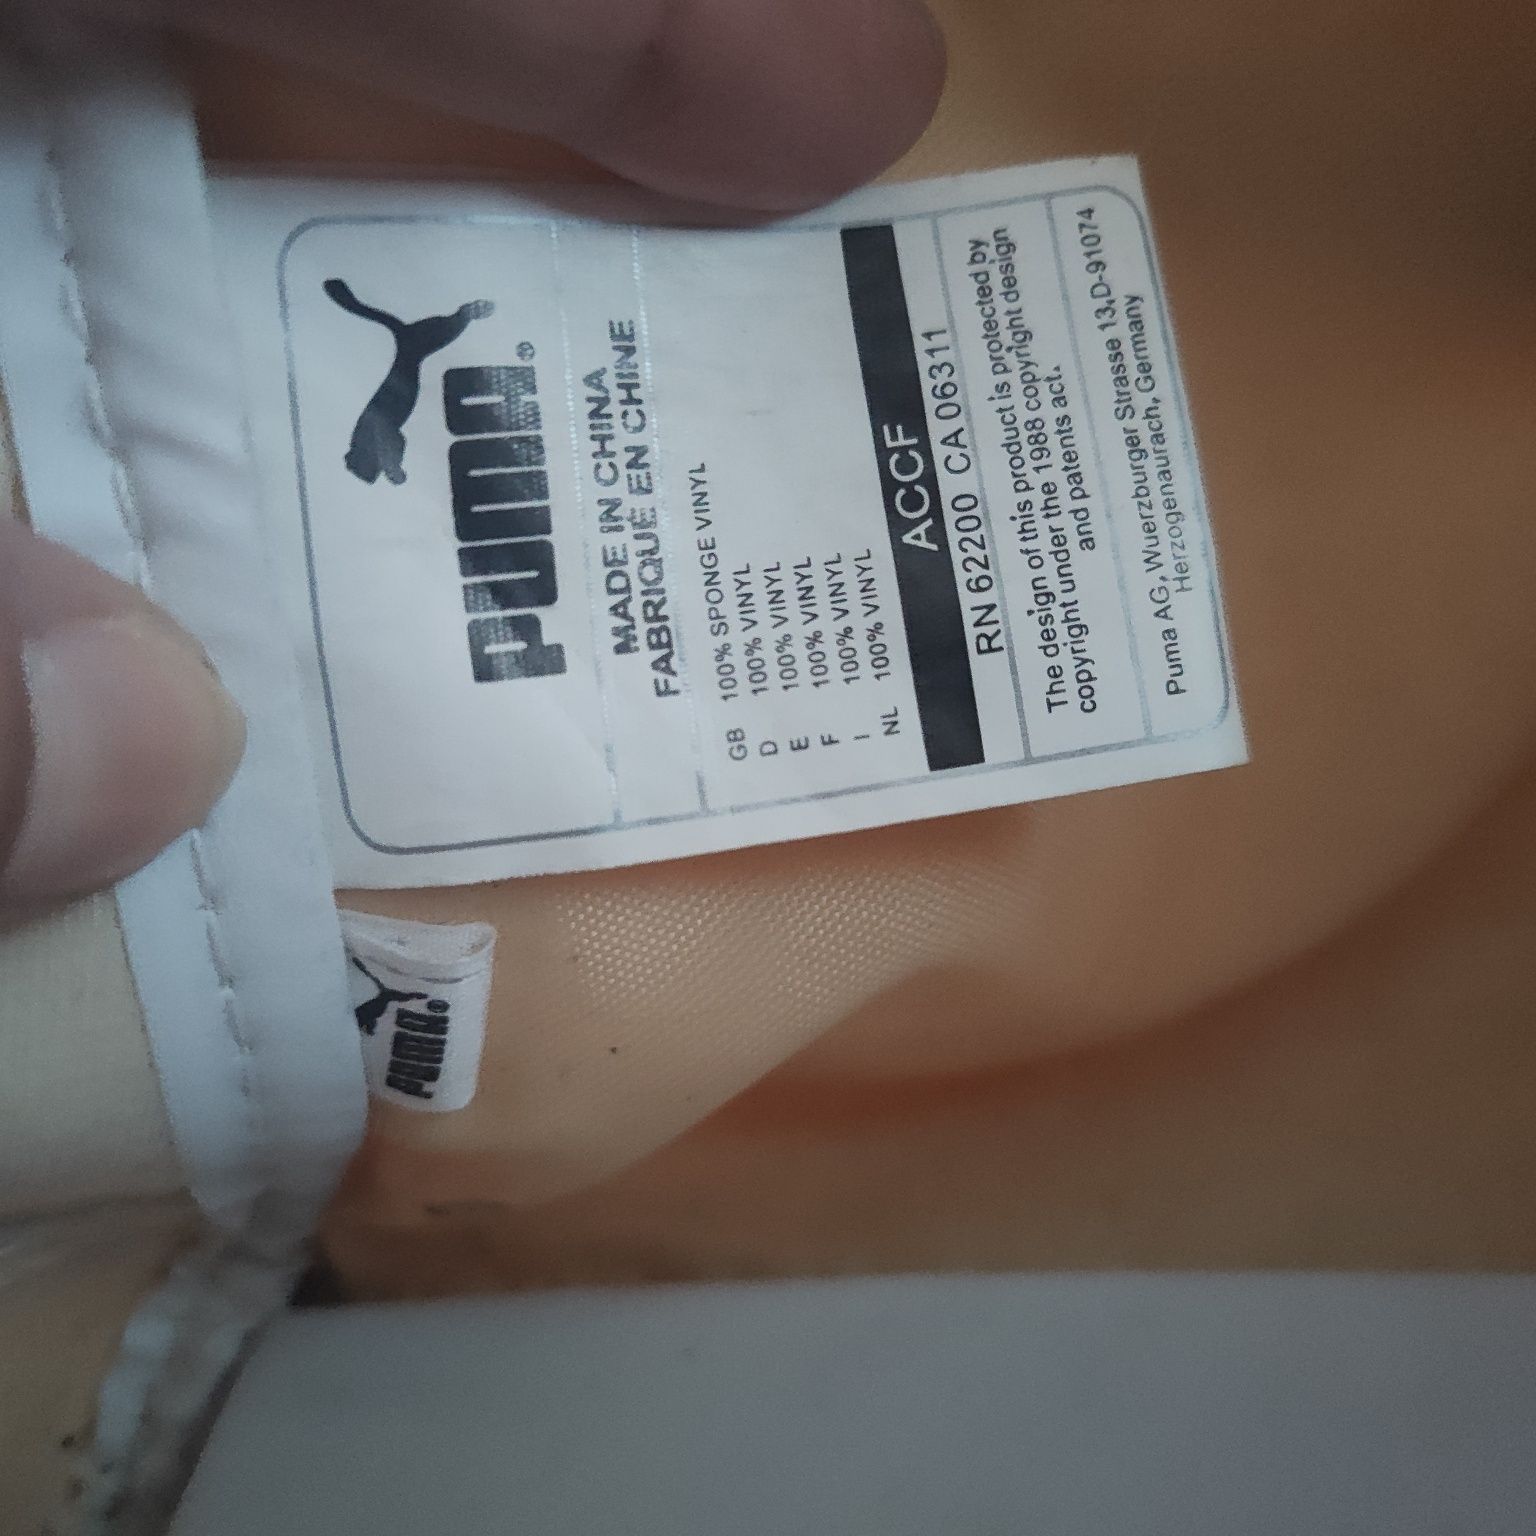 PUMA®
MADE IN CHINA
FABRIQUÉ EN CHINE
GB 100% SPONGE VINYL
D 100% VINYL
E 100% VINYL
F 100% VINYL
I 100% VINYL
NL 100% VINYL
ACCF
RN 62200 CA 06311
The design of this product is protected by
copyright under the 1988 copyright design
and patents act.
Puma AG, Wuerzburger Strasse 13,D-91074
Herzogenaurach, Germany
PUMA®